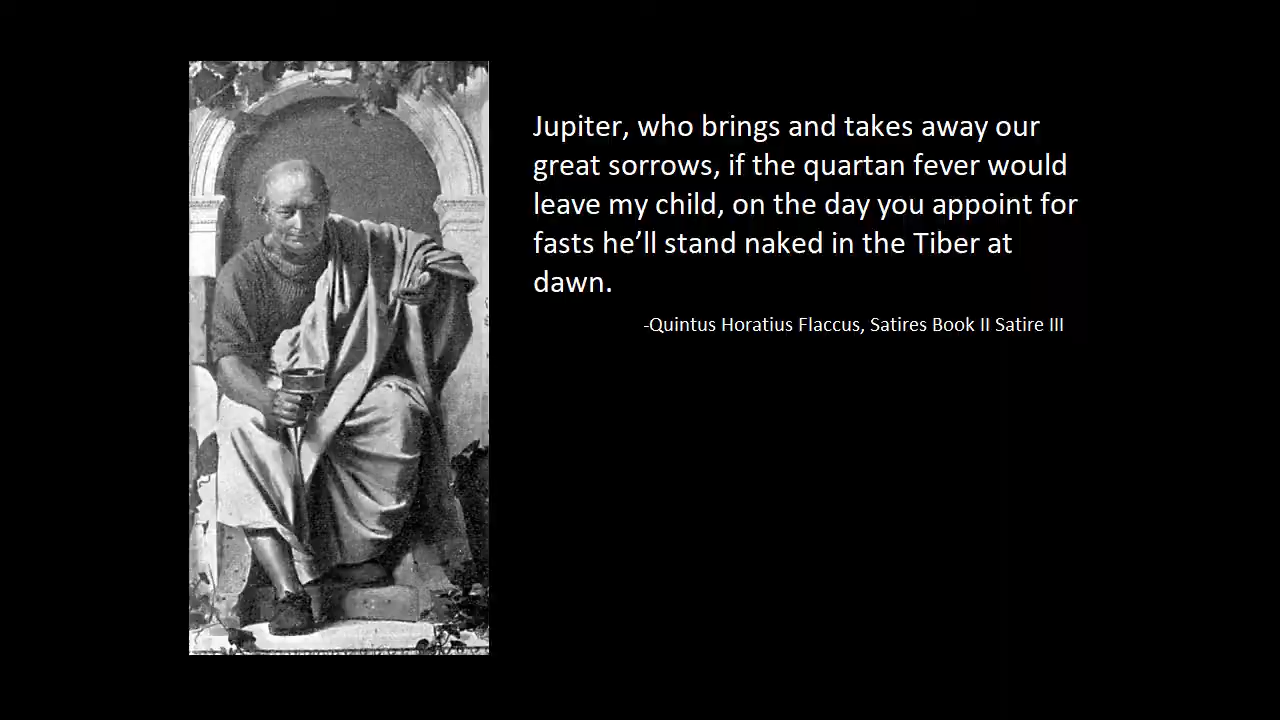 Jupiter, who brings and takes away our
great sorrows, if the quartan fever would
leave my child, on the day you appoint for
fasts he’ll stand naked in the Tiber at
dawn.
-Quintus Horatius Flaccus, Satires Book II Satire III